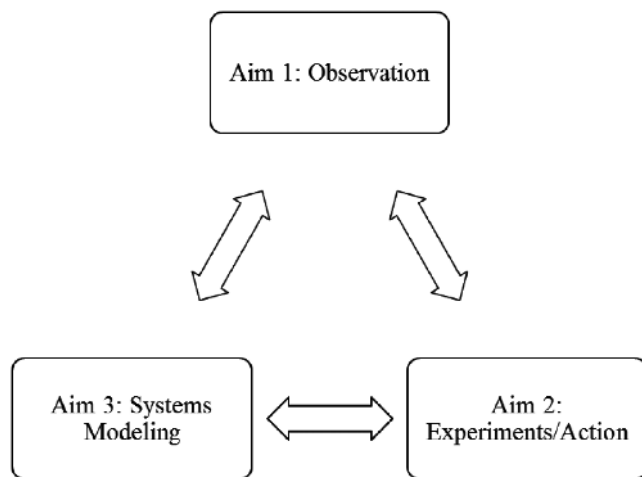 Aim 1: Observation
Aim 3: Systems
Modeling
Aim 2:
Experiments/Action